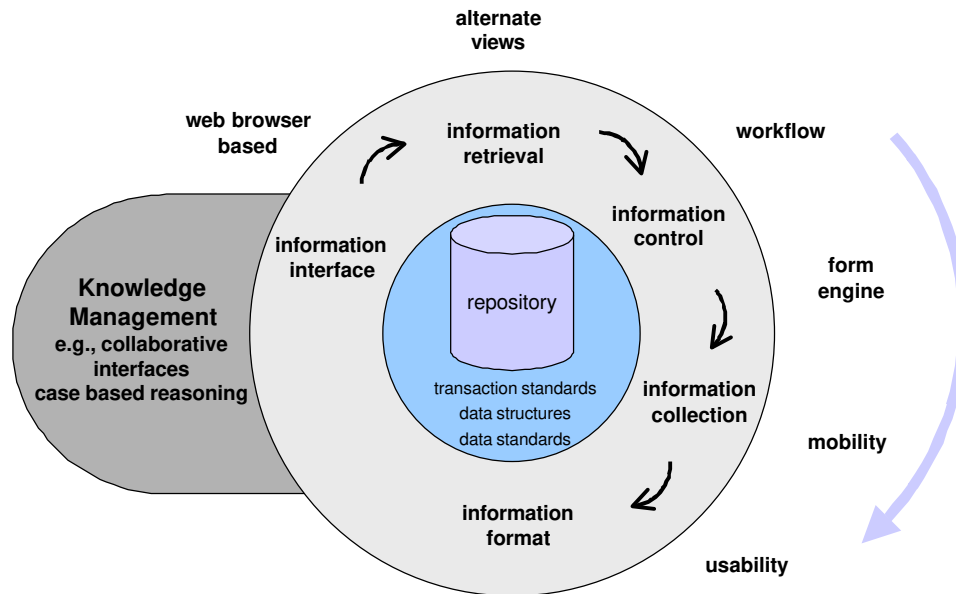 alternate
views
web browser
based
information
retrieval
workflow
information
control
information
interface
form
engine
Knowledge
Management
e.g., collaborative
interfaces
case based reasoning
repository
transaction standards
data structures
data standards
information
collection
mobility
information
format
usability